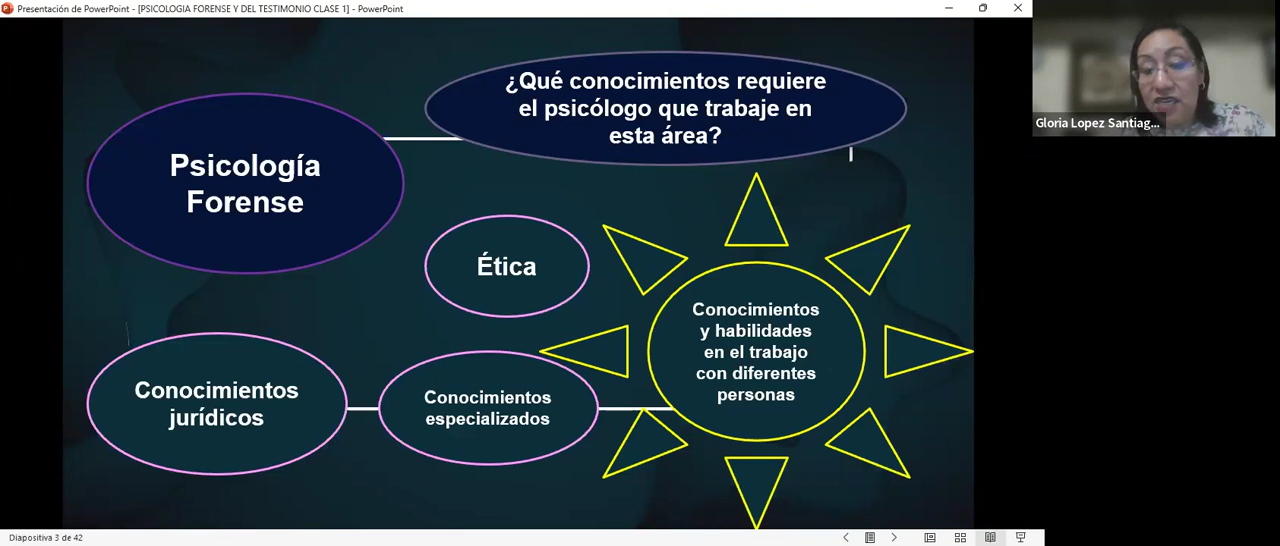 Presentación de PowerPoint - [PSICOLOGIA FORENSE Y DEL TESTIMONIO CLASE 1] - PowerPoint
¿Qué conocimientos requiere
el psicólogo que trabaje en
esta área?
Psicología
Forense
Ética
Conocimientos
y habilidades
en el trabajo
con diferentes
personas
Conocimientos
jurídicos
Conocimientos
especializados
Gloria Lopez Santiag...
Diapositiva 3 de 42